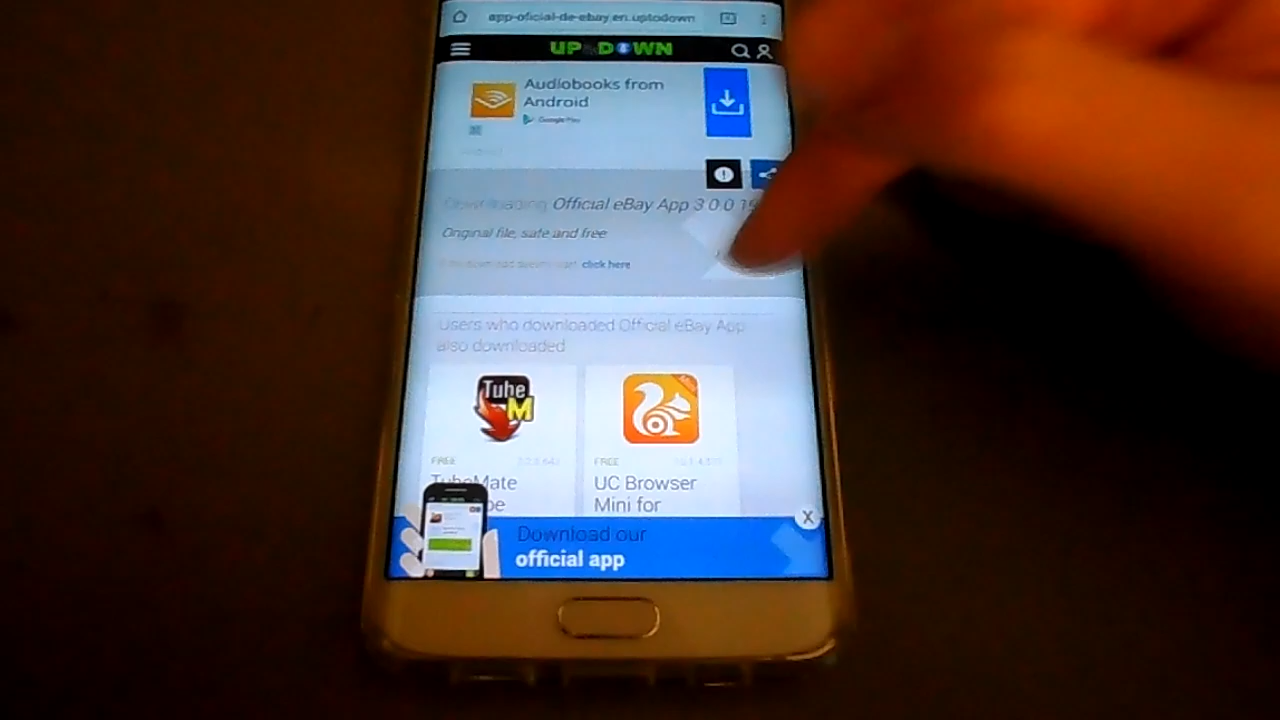 app-oficial-de-ebay.en.uptodown
UPTODOWN
Audiobooks from
Android
Google Play
Downloading Official eBay App 3.0.0
Original file, safe and free
click here
Users who downloaded Official eBay App
also downloaded
Tube
M
FREE
FREE
TubeMate
UC Browser
Mini for
X
Download our
official app